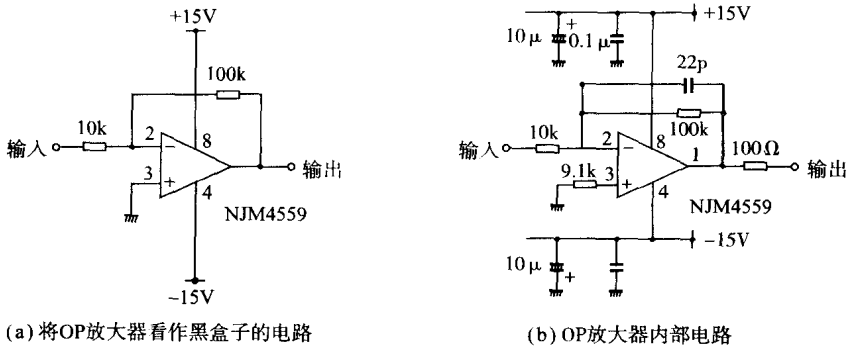 +15V
100k
10k
2
8
输入
输出
3
4
NJM4559
-15V
(a) 将OP放大器看作黑盒子的电路
+15V
10μ
+
0.1μ
22p
100k
10k
2
8
1
100Ω
输入
输出
9.1k
3
4
NJM4559
-15V
10μ
+
(b) OP放大器内部电路